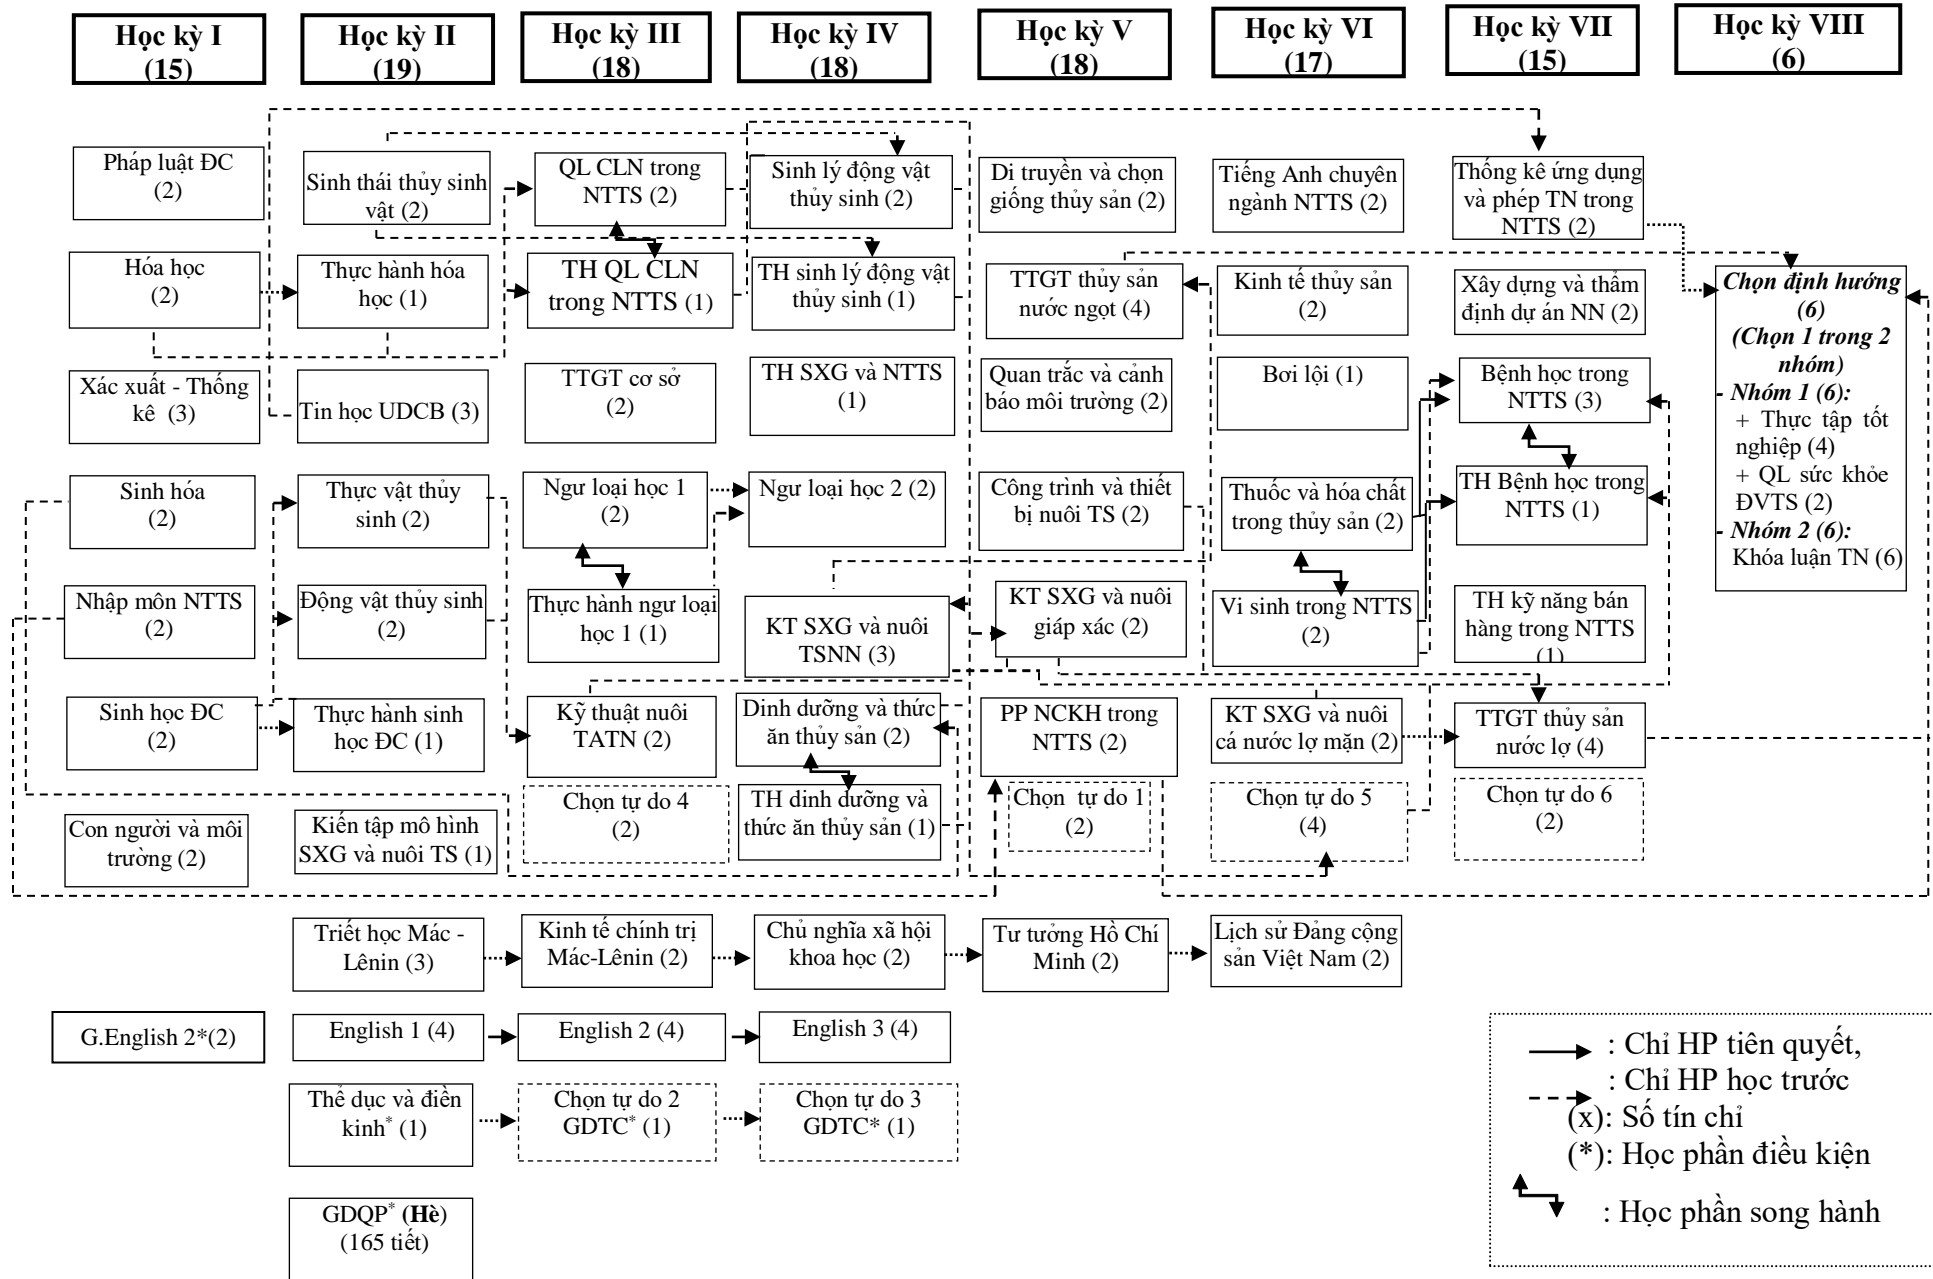 Học kỳ I
(15)
Học kỳ II
(19)
Học kỳ III
(18)
Học kỳ IV
(18)
Học kỳ V
(18)
Học kỳ VI
(17)
Học kỳ VII
(15)
Học kỳ VIII
(6)
Pháp luật ĐC
(2)
Sinh thái thủy sinh
vật (2)
QL CLN trong
NTTS (2)
Sinh lý động vật
thủy sinh (2)
Di truyền và chọn
giống thủy sản (2)
Tiếng Anh chuyên
ngành NTTS (2)
Thống kê ứng dụng
và phép TN trong
NTTS (2)
Hóa học
(2)
Thực hành hóa
học (1)
TH QL CLN
trong NTTS (1)
TH sinh lý động vật
thủy sinh (1)
TTGT thủy sản
nước ngọt (4)
Kinh tế thủy sản
(2)
Xây dựng và thẩm
định dự án NN (2)
Chọn định hướng
(6)
(Chọn 1 trong 2
nhóm)
- Nhóm 1 (6):
+ Thực tập tốt
nghiệp (4)
+ QL sức khỏe
ĐVTS (2)
- Nhóm 2 (6):
Khóa luận TN (6)
Xác xuất - Thống
kê (3)
Tin học UDCB (3)
TTGT cơ sở
(2)
TH SXG và NTTS
(1)
Quan trắc và cảnh
báo môi trường (2)
Bơi lội (1)
Bệnh học trong
NTTS (3)
Sinh hóa
(2)
Thực vật thủy
sinh (2)
Ngư loại học 1
(2)
Ngư loại học 2 (2)
Công trình và thiết
bị nuôi TS (2)
Thuốc và hóa chất
trong thủy sản (2)
TH Bệnh học trong
NTTS (1)
Nhập môn NTTS
(2)
Động vật thủy sinh
(2)
Thực hành ngư loại
học 1 (1)
KT SXG và nuôi
TSNN (3)
KT SXG và nuôi
giáp xác (2)
Vi sinh trong NTTS
(2)
TH kỹ năng bán
hàng trong NTTS
(1)
Sinh học ĐC
(2)
Thực hành sinh
học ĐC (1)
Kỹ thuật nuôi
TATN (2)
Dinh dưỡng và thức
ăn thủy sản (2)
PP NCKH trong
NTTS (2)
KT SXG và nuôi
cá nước lợ mặn (2)
TTGT thủy sản
nước lợ (4)
Con người và môi
trường (2)
Kiến tập mô hình
SXG và nuôi TS (1)
Chọn tự do 4
(2)
TH dinh dưỡng và
thức ăn thủy sản (1)
Chọn tự do 1
(2)
Chọn tự do 5
(4)
Chọn tự do 6
(2)
Triết học Mác -
Lênin (3)
Kinh tế chính trị
Mác-Lênin (2)
Chủ nghĩa xã hội
khoa học (2)
Tư tưởng Hồ Chí
Minh (2)
Lịch sử Đảng cộng
sản Việt Nam (2)
G.English 2*(2)
English 1 (4)
English 2 (4)
English 3 (4)
Thể dục và điền
kinh* (1)
Chọn tự do 2
GDTC* (1)
Chọn tự do 3
GDTC* (1)
GDQP* (Hè)
(165 tiết)
: Chỉ HP tiên quyết,
: Chỉ HP học trước
(x): Số tín chỉ
(*): Học phần điều kiện
: Học phần song hành